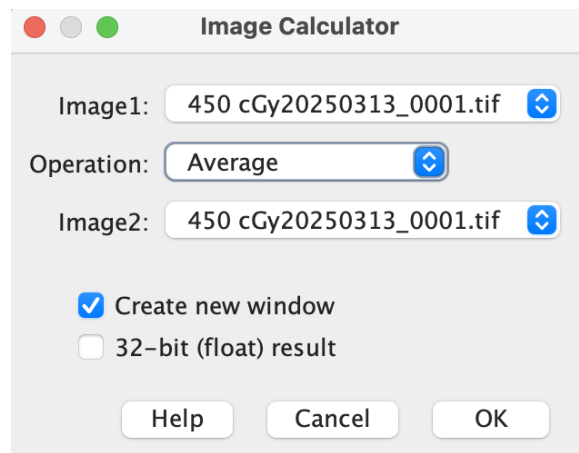 Image Calculator
Image1: 450 cGy20250313_0001.tif
Operation: Average
Image2: 450 cGy20250313_0001.tif
Create new window
32-bit (float) result
Help Cancel OK